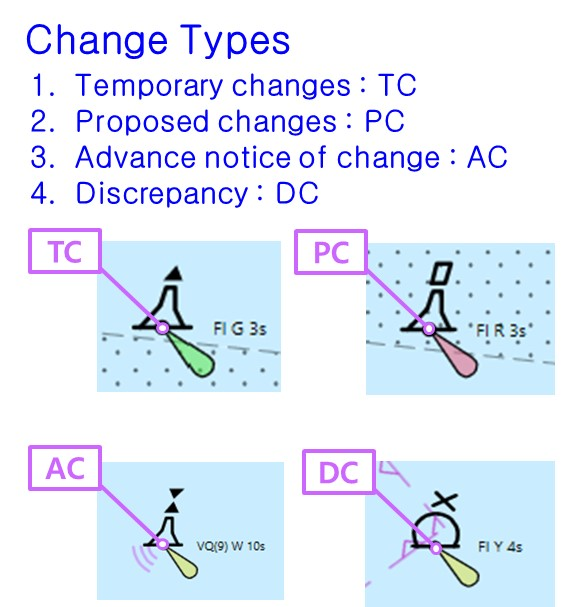 Change Types
1. Temporary changes : TC
2. Proposed changes : PC
3. Advance notice of change : AC
4. Discrepancy : DC
TC
PC
Fl G 3s
Fl R 3s
AC
DC
VQ(9) W 10s
Fl Y 4s